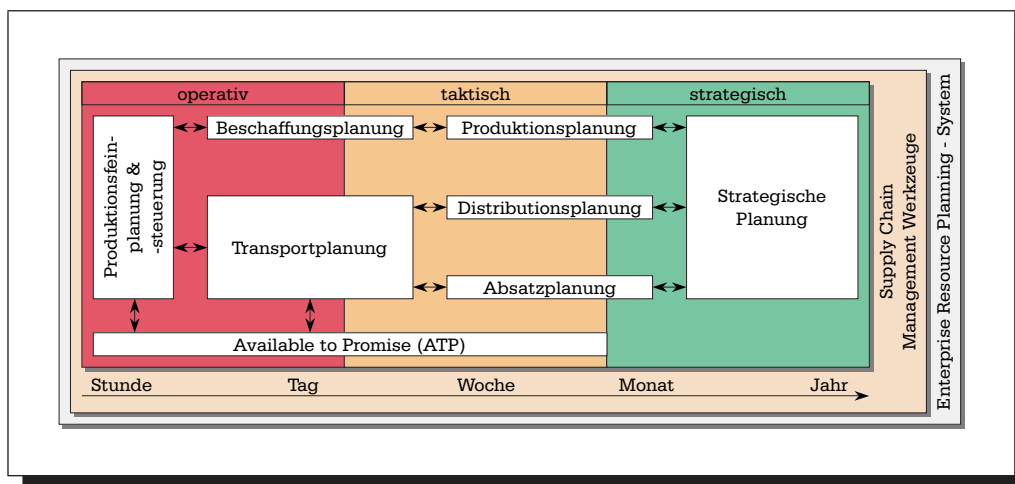 operativ
taktisch
strategisch
Produktionsfein-
planung &
-steuerung
Beschaffungsplanung
Produktionsplanung
Strategische
Planung
Distributionsplanung
Transportplanung
Absatzplanung
Available to Promise (ATP)
Stunde
Tag
Woche
Monat
Jahr
Supply Chain
Management Werkzeuge
Enterprise Resource Planning - System